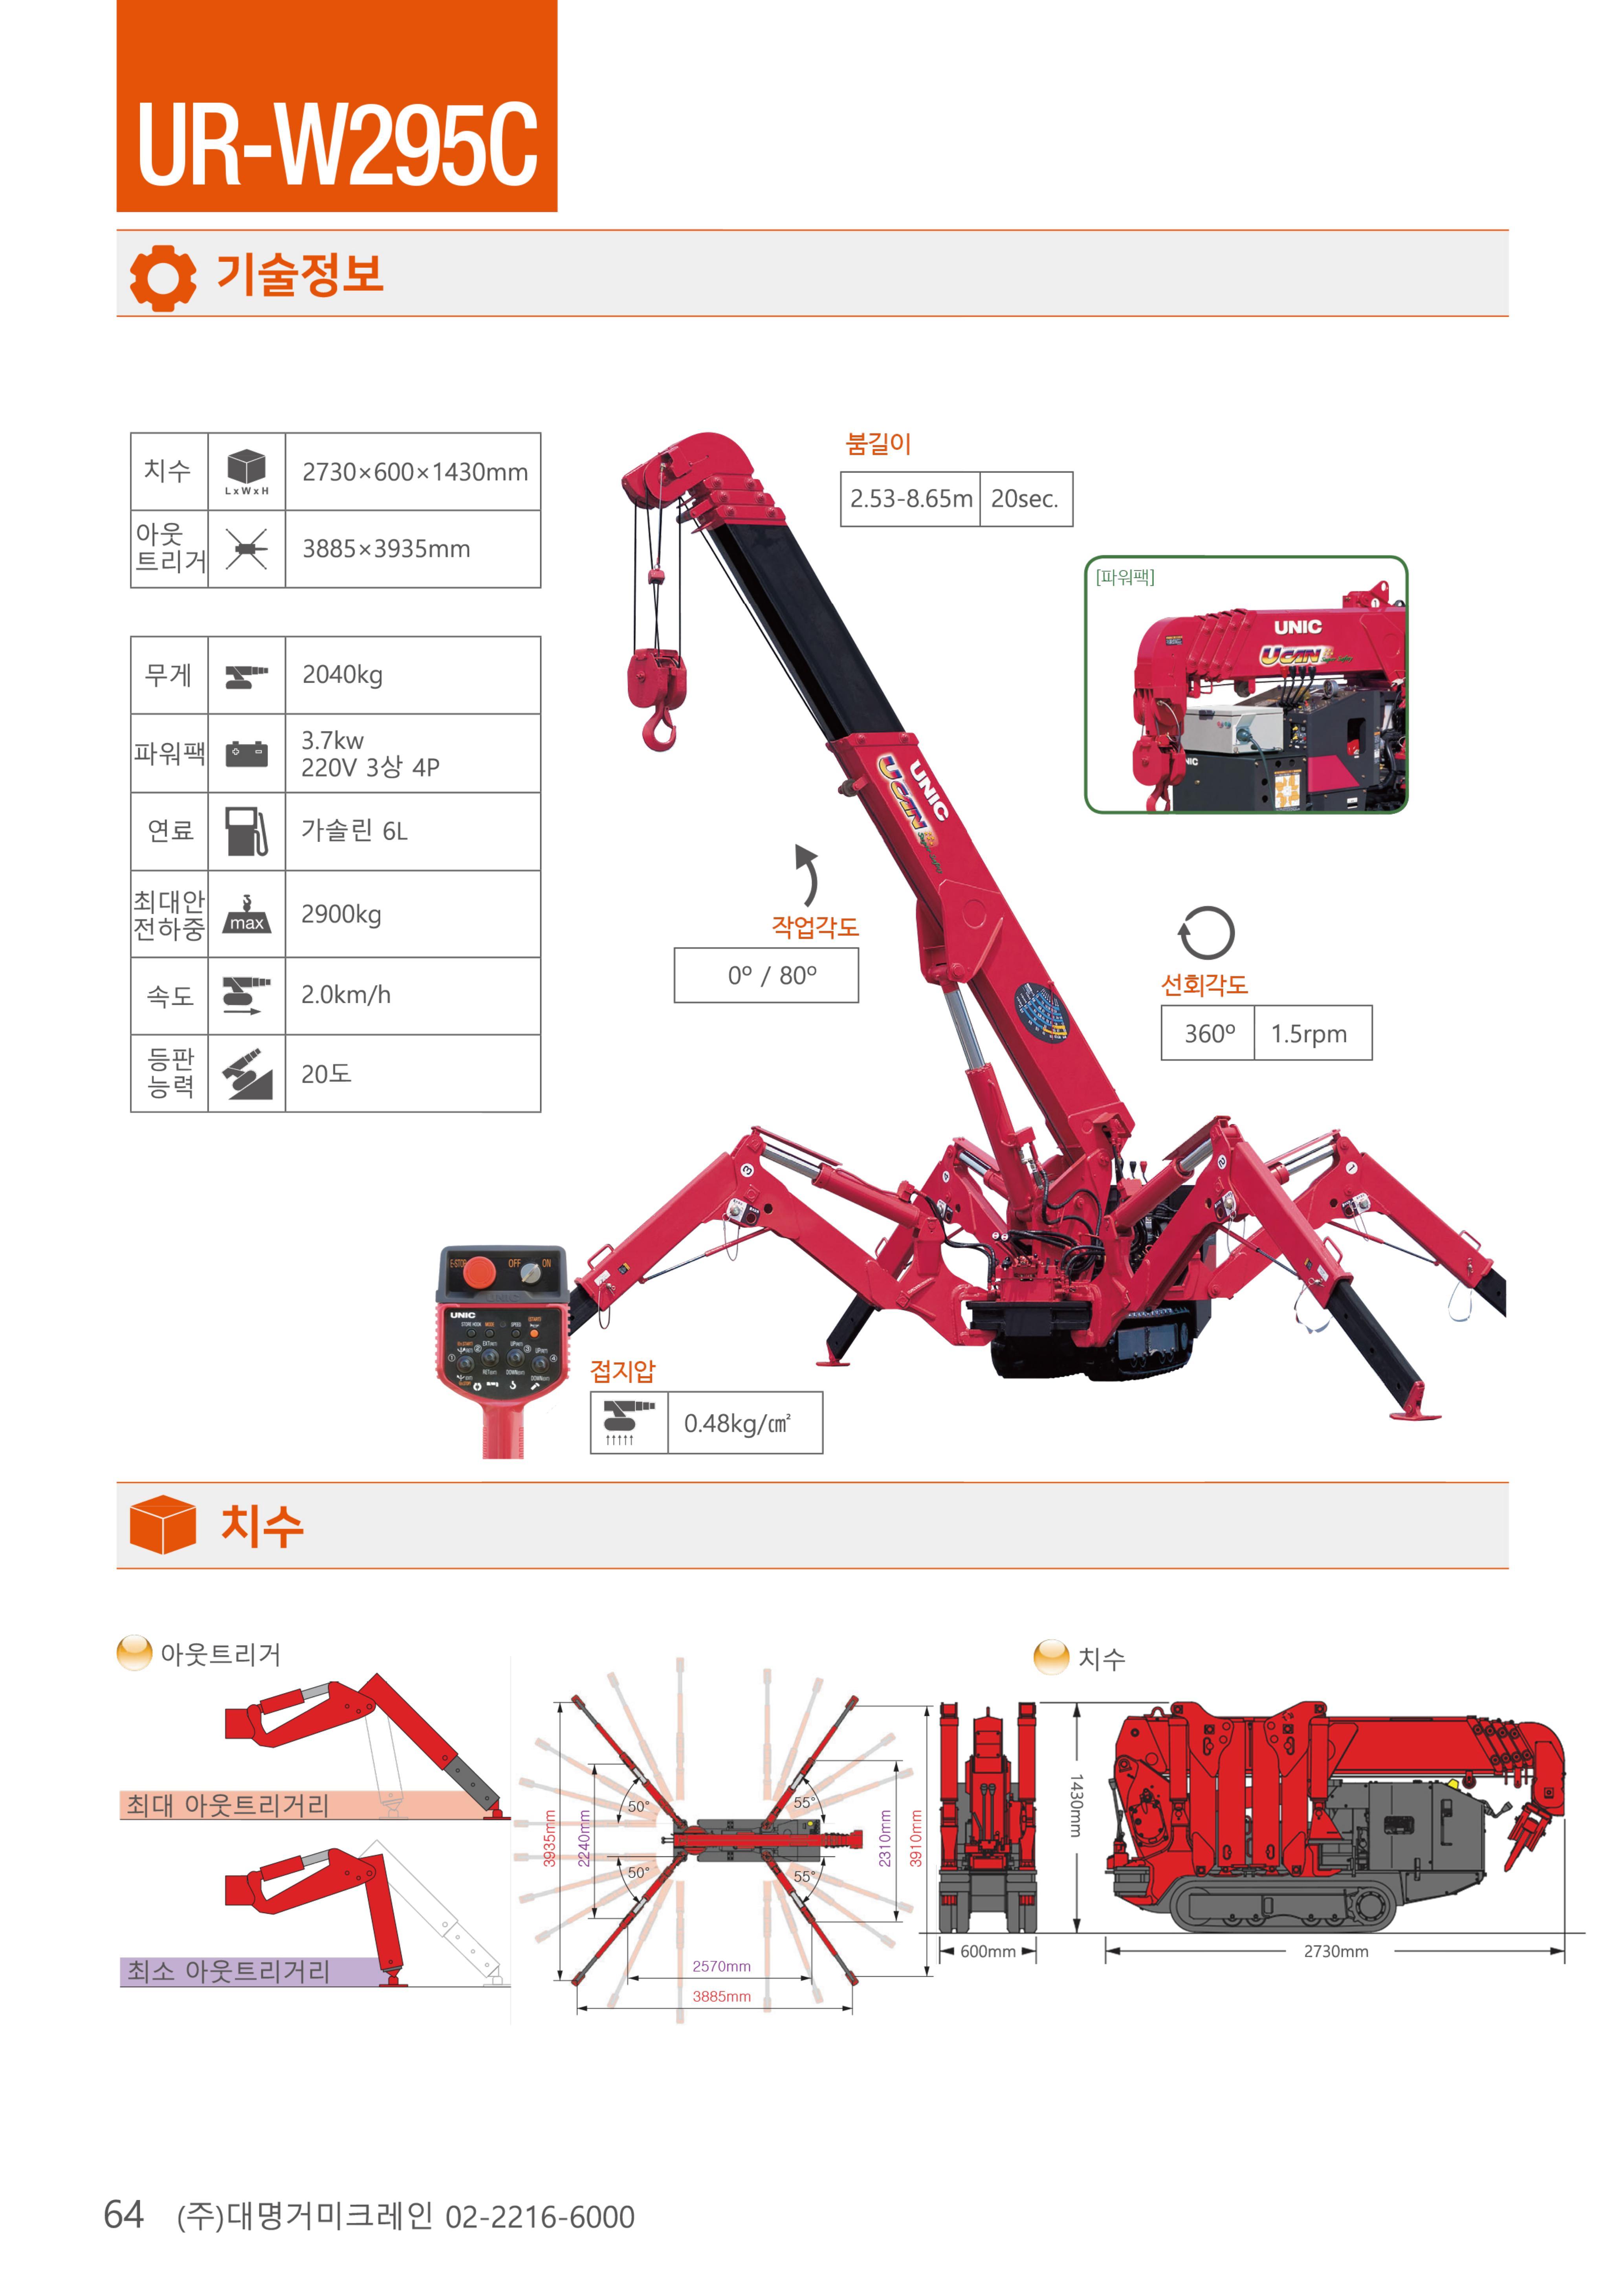 UR-W295C
기술정보
치수
LxWxH
2730×600×1430mm
아웃
트리거
3885×3935mm
무게
2040kg
파워팩
3.7kw
220V 3상 4P
연료
가솔린 6L
최대안
전하중
max
2900kg
속도
2.0km/h
등판
능력
20도
붐길이
2.53-8.65m
20sec.
[파워팩]
UNIC
UNIC
작업각도
0º / 80º
선회각도
360º
1.5rpm
E-STOP
OFF
ON
UNIC
접지압
0.48kg/㎠
치수
아웃트리거
최대 아웃트리거리
최소 아웃트리거리
3935mm
2240mm
50°
50°
55°
55°
2310mm
3910mm
2570mm
3885mm
치수
1430mm
600mm
2730mm
64
(주)대명거미크레인 02-2216-6000